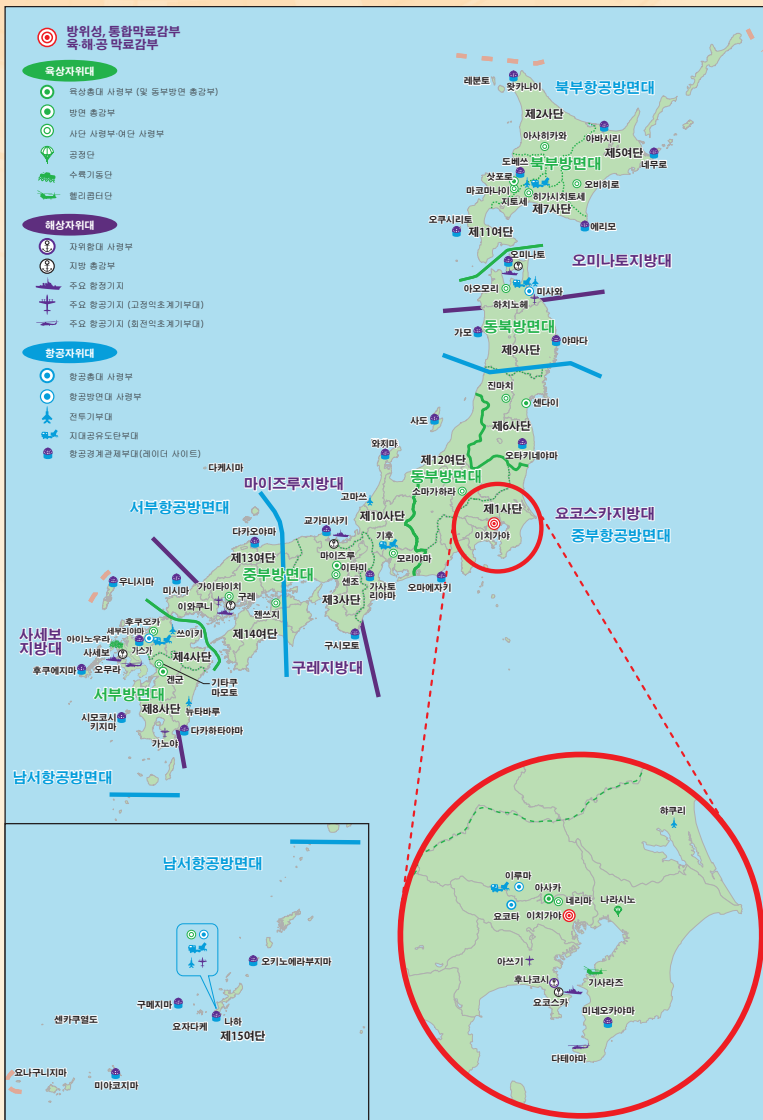 방위성, 통합막료감부
육·해·공 막료감부
육상자위대
육상총대 사령부 (및 동부방면 총감부)
방면 총감부
사단 사령부·여단 사령부
공정단
수륙기동단
헬리콥터단
해상자위대
자위함대 사령부
지방 총감부
주요 함정기지
주요 항공기지 (고정익초계기부대)
주요 항공기지 (회전익초계기부대)
항공자위대
항공총대 사령부
항공방면대 사령부
전투기부대
지대공유도탄부대
항공경계관제부대(레이더 사이트)
레분토
왓카나이
북부항공방면대
제2사단
아사히카와
아바시리
제5여단
네무로
도베쓰
북부방면대
삿포로
마코마나이
지토세
히가시치토세
오비히로
제7사단
오쿠시리토
제11여단
에리모
오미나토
오미나토지방대
아오모리
미사와
하치노헤
동북방면대
가모
야마다
제9사단
진마치
센다이
제6사단
사도
와지마
오타키네야마
제12여단
다케시마
마이즈루지방대
동부방면대
소마가하라
고마쓰
서부항공방면대
제10사단
제1사단
요코스카지방대
교가미사키
기후
이치가야
중부항공방면대
다카오야마
제13여단
마이즈루
모리야마
중부방면대
이타미
우니시마
미시마
가이타이치
센조
가사토
리야마
오마에자키
구레
제3사단
이와쿠니
젠쓰지
후쿠오카
제14여단
구시모토
사세보
지방대
아이노우라
세부리야마
쓰이키
가스가
사세보
제4사단
구레지방대
후쿠에지마
오무라
기타쿠
마모토
겐군
서부방면대
제8사단
뉴타바루
시모코시
키지마
다카하타야마
가노야
남서항공방면대
햐쿠리
이루마
아사카
네리마
나라시노
요코타
이치가야
아쓰기
기사라즈
후나코시
요코스카
미네오카야마
다테야마
남서항공방면대
오키노에라부지마
구메지마
나하
요자다케
제15여단
센카쿠열도
요나구니지마
미야코지마